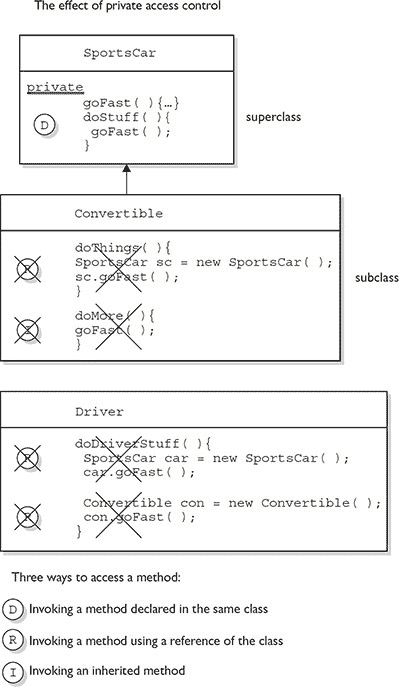 The effect of private access control
SportsCar
private
goFast( ){…}
D
doStuff( ){
goFast( );
}
superclass
Convertible
doThings( ){
R
SportsCar sc = new SportsCar( );
sc.goFast( );
}
subclass
I
doMore( ){
goFast( );
}
Driver
doDriverStuff( ){
R
SportsCar car = new SportsCar( );
car.goFast( );
R
Convertible con = new Convertible( );
con.goFast( );
}
Three ways to access a method:
D Invoking a method declared in the same class
R Invoking a method using a reference of the class
I Invoking an inherited method